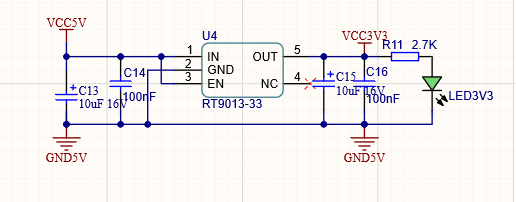 VCC5V
U4
VCC3V3
R11 2.7K
1 IN OUT 5
2 GND
3 EN NC 4
C14
100nF
C13
10uF 16V
C15
10uF 16V
C16
100nF
RT9013-33
LED3V3
GND5V
GND5V